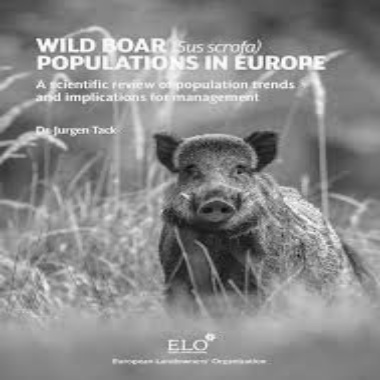 WILD BOAR (Sus scrofa)
POPULATIONS IN EUROPE
A scientific review of population trends
and implications for management
Dr Jurgen Tack
ELO
European Landowners' Organization